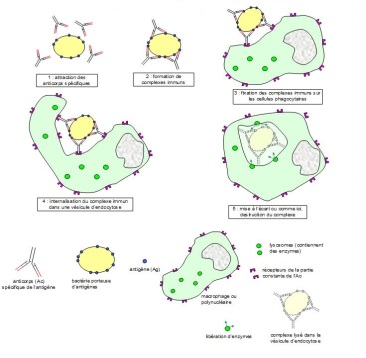 1 : attraction des
anticorps spécifiques
2 : formation de
complexes immuns
3 : fixation des complexes immuns sur
les cellules phagocytaires
4 : internalisation du complexe immun
dans une vésicule d'endocytose
5 : mise à l'écart ou commensal,
destruction du complexe
anticorps (Ac)
spécifique de l'antigène
bactérie porteuse
d'antigènes
antigène (Ag)
macrophage ou
polynucléaire
lysosomes (contiennent
des enzymes)
récepteurs de la partie
constante de l'Ac
libération d'enzymes
complexe lysé dans la
vésicule d'endocytose